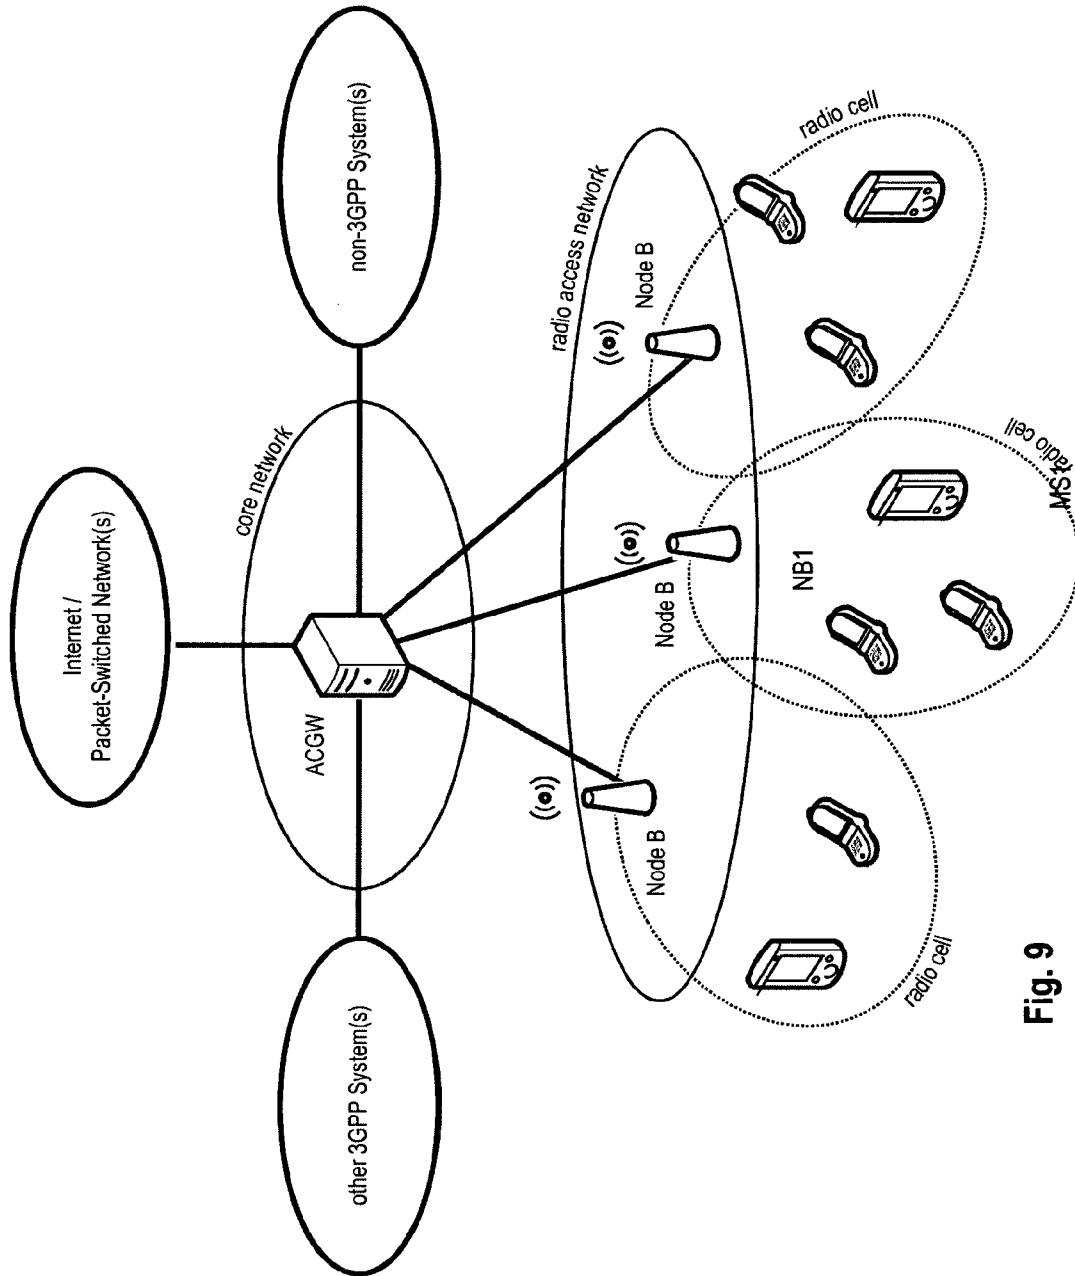 Internet /
Packet-Switched Network(s)
other 3GPP System(s)
ACGW
core network
non-3GPP System(s)
radio access network
Node B
Node B
Node B
NB1
radio cell
radio cell
radio cell
MS1
Fig. 9